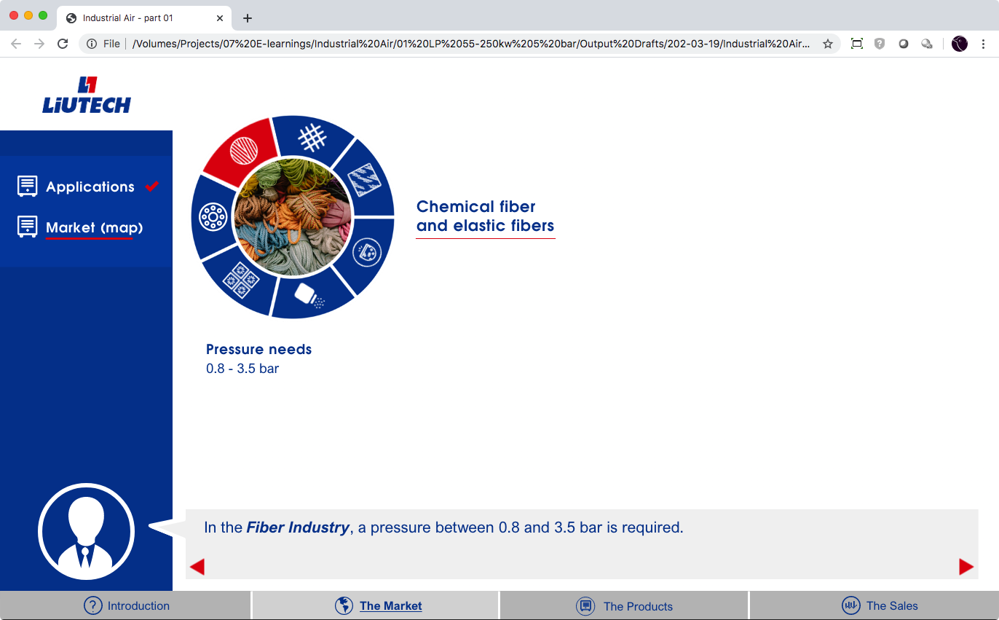 Industrial Air - part 01
File
/Volumes/Projects/07%20E-learnings/Industrial%20Air/01%20LP%2055-250kw%205%20bar/Output%20Drafts/202-03-19/Industrial%20Air...
LiUTECH
Applications
Market (map)
Chemical fiber
and elastic fibers
Pressure needs
0.8 - 3.5 bar
In the Fiber Industry, a pressure between 0.8 and 3.5 bar is required.
Introduction
The Market
The Products
The Sales